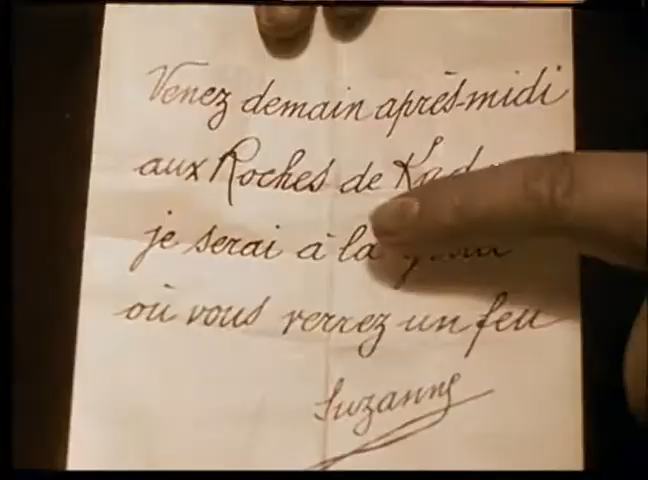 Venez demain après-midi
aux Roches de
je serai à la
où vous verrez un feu
Suzanne